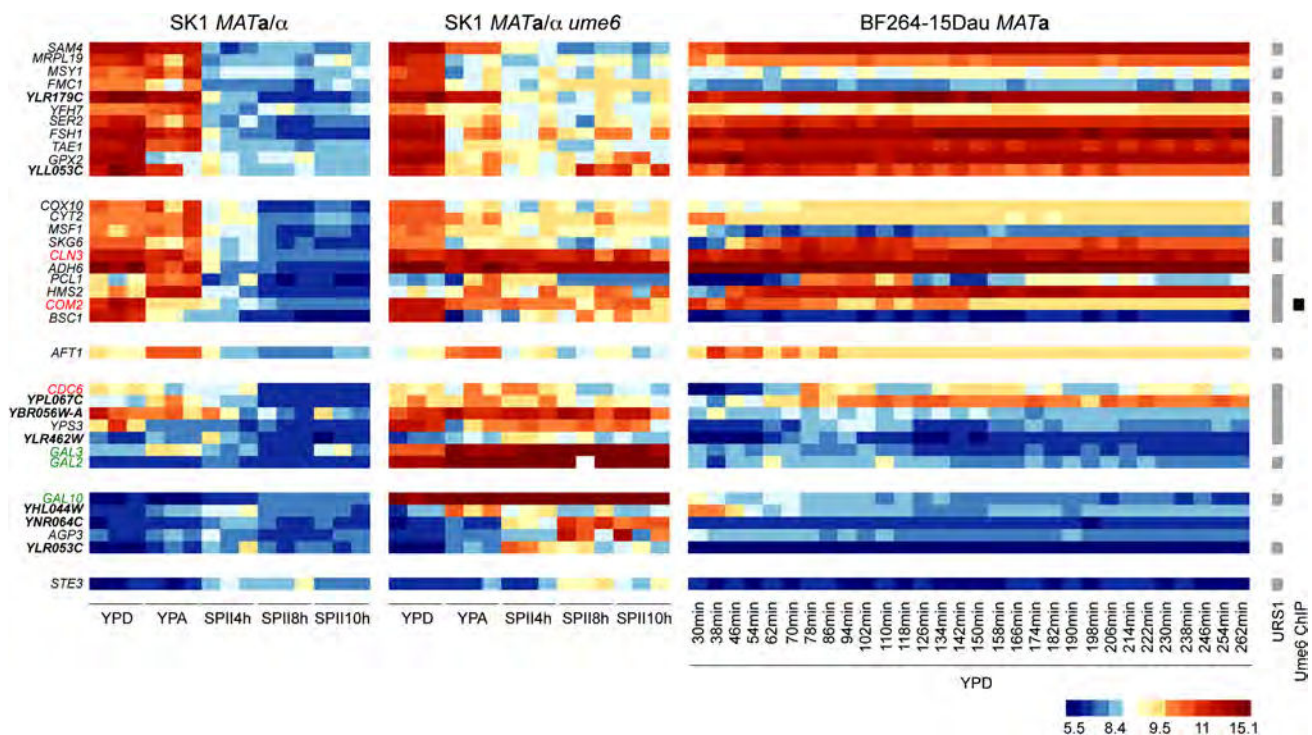 SK1 MATa/α
SK1 MATa/α ume6
BF264-15Dau MATa
SAM4
MRPL19
MSY1
FMC1
YLR179C
YFH7
SER2
FSH1
TAE1
GPX2
YLL053C
COX10
CYT2
MSF1
SKG6
CLN3
ADH6
PCL1
HMS2
COM2
BSC1
AFT1
CDC6
YPL067C
YBR056W-A
YPS3
YLR462W
GAL3
GAL2
GAL10
YHL044W
YNR064C
AGP3
YLR053C
STE3
YPD YPA SPII4h SPII8h SPII10h
YPD YPA SPII4h SPII8h SPII10h
30min
38min
46min
54min
62min
70min
78min
86min
94min
102min
110min
118min
126min
134min
142min
150min
158min
166min
174min
182min
190min
198min
206min
214min
222min
230min
238min
246min
254min
262min
URS1
Ume6 ChIP
YPD
5.5 8.4 9.5 11 15.1